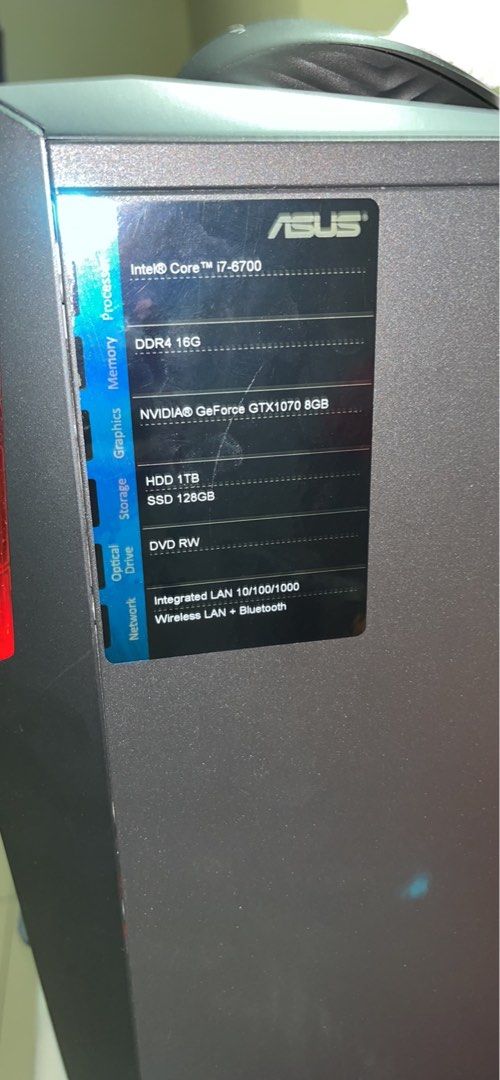 ASUS®
Processor
Intel® Core™ i7-6700
Memory
DDR4 16G
Graphics
NVIDIA® GeForce GTX1070 8GB
Storage
HDD 1TB
SSD 128GB
Optical
Drive
DVD RW
Network
Integrated LAN 10/100/1000
Wireless LAN + Bluetooth